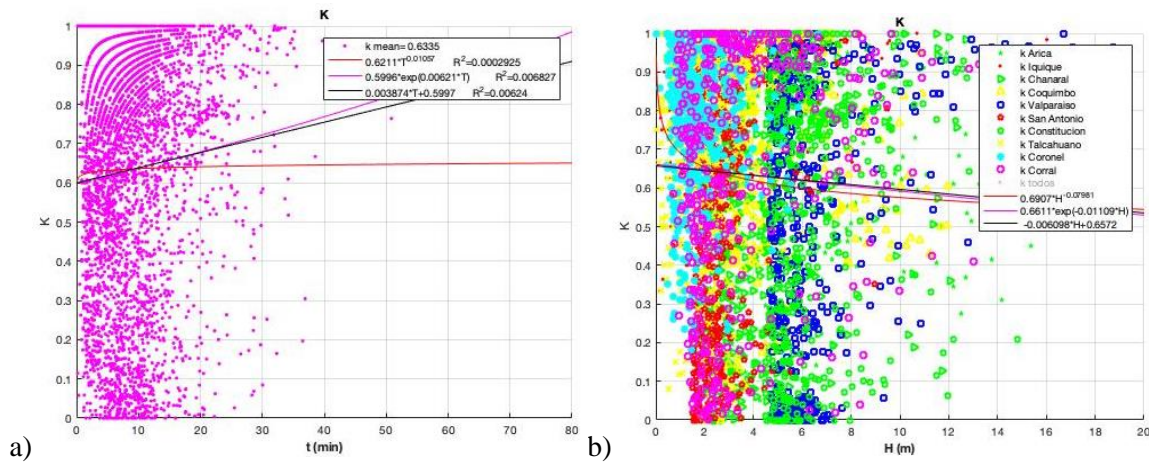 K
k mean= 0.6335
0.6211*T^0.01057 R^2=0.0002925
0.5996*exp(0.00621*T) R^2=0.006827
0.003874*T+0.5997 R^2=0.00624
1
0.9
0.8
0.7
0.6
0.5
0.4
0.3
0.2
0.1
0
K
0 10 20 30 40 50 60 70 80
t (min)
a)
K
k Arica
k Iquique
k Chanaral
k Coquimbo
k Valparaiso
k San Antonio
k Constitucion
k Talcahuano
k Coronel
k Corral
k todos
0.6907*H^-0.07981
0.6611*exp(-0.01109*H)
-0.006098*H+0.6572
1
0.9
0.8
0.7
0.6
0.5
0.4
0.3
0.2
0.1
0
K
0 2 4 6 8 10 12 14 16 18 20
H (m)
b)